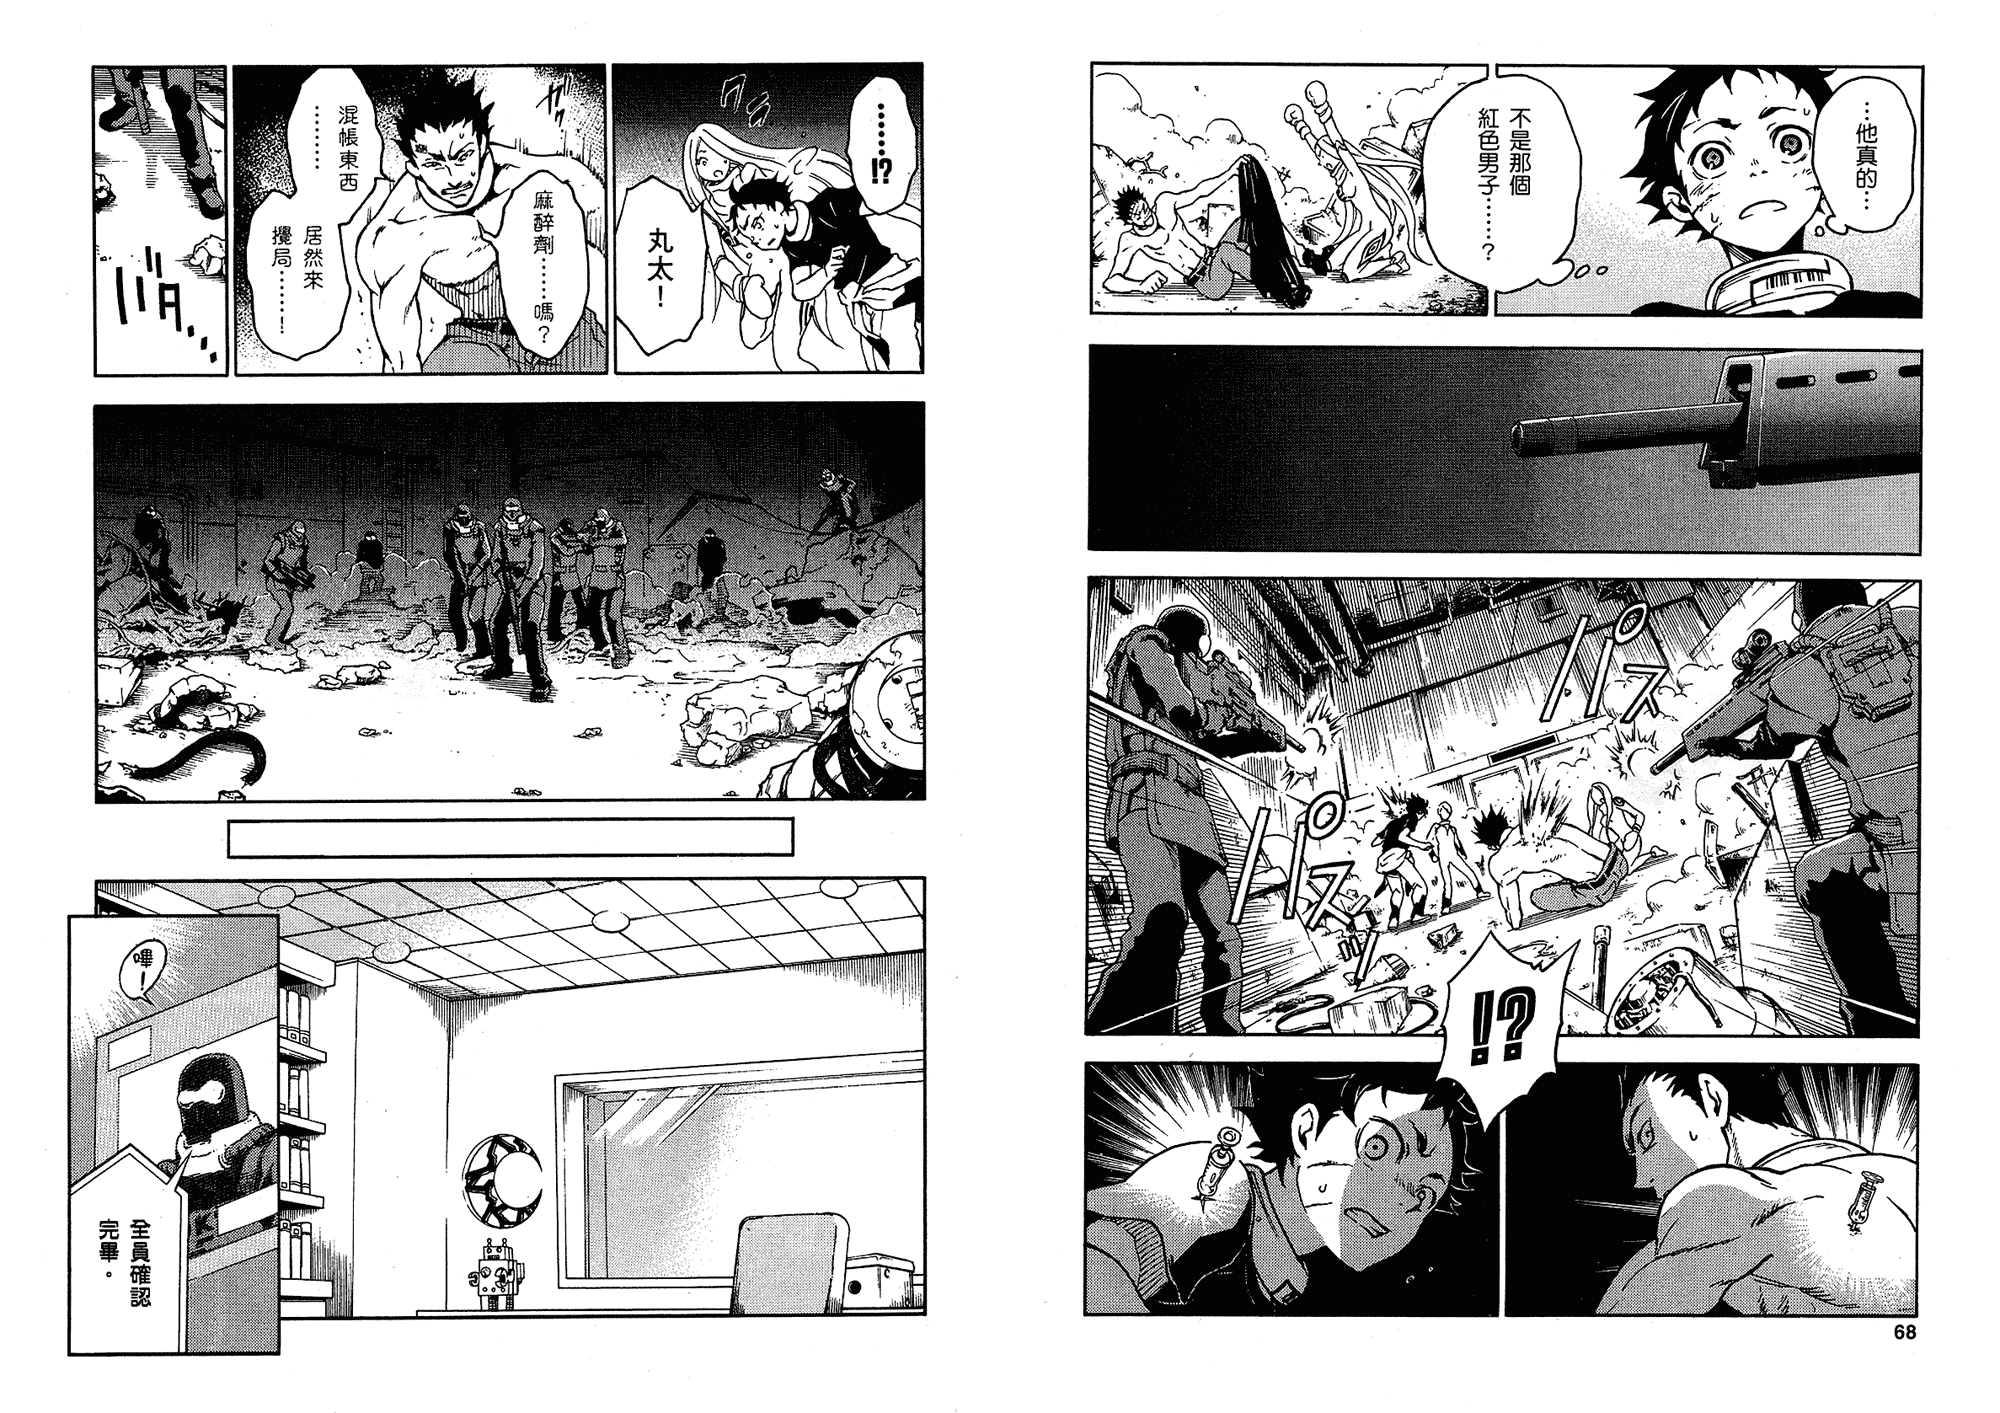 …他真的…
不是那個
紅色男子……？
パス
パス
!?
68
……!?
クラ
丸太！
麻醉劑……嗎？
混帳東西
………
居然來
攪局………！
嗶！
全員確認
完畢。